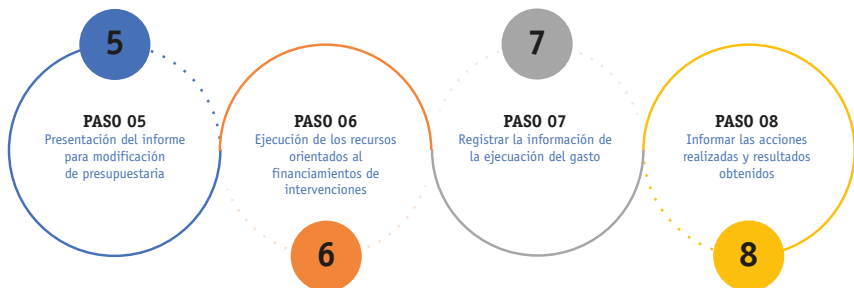 5
PASO 05
Presentación del informe
para modificación
de presupuestaria
6
PASO 06
Ejecución de los recursos
orientados al
financiamientos de
intervenciones
7
PASO 07
Registrar la información de
la ejecución del gasto
8
PASO 08
Informar las acciones
realizadas y resultados
obtenidos